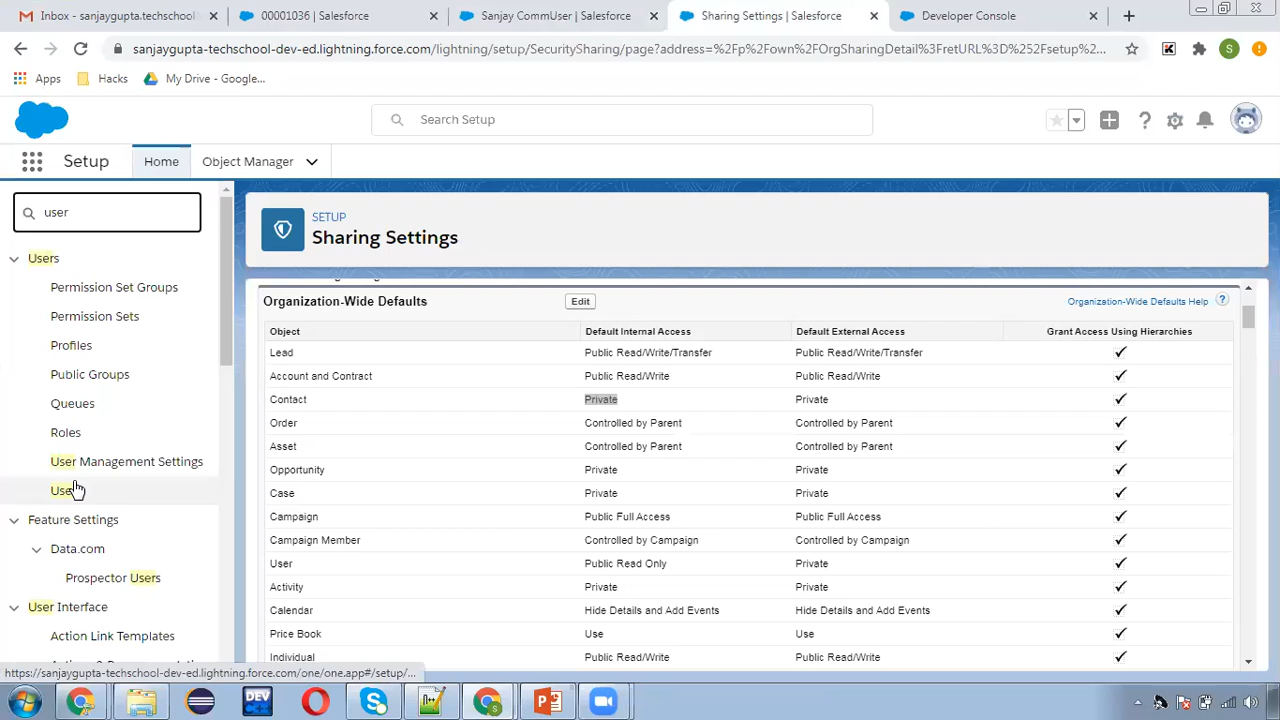 Inbox - sanjaygupta.techschool
00001036 | Salesforce
Sanjay CommUser | Salesforce
Sharing Settings | Salesforce
Developer Console
sanjaygupta-techschool-dev-ed.lightning.force.com/lightning/setup/SecuritySharing/page?address=%2Fp%2Fown%2FOrgSharingDetail%3FretURL%3D%252Fsetup%...
Apps
Hacks
My Drive - Google...
Search Setup
Setup
Home
Object Manager
user
Users
Permission Set Groups
Permission Sets
Profiles
Public Groups
Queues
Roles
User Management Settings
Feature Settings
Data.com
Prospector Users
User Interface
Action Link Templates
SETUP
Sharing Settings
Organization-Wide Defaults Edit Organization-Wide Defaults Help ?
Object Default Internal Access Default External Access Grant Access Using Hierarchies
Lead Public Read/Write/Transfer Public Read/Write/Transfer ✓
Account and Contract Public Read/Write Public Read/Write ✓
Contact Private Private ✓
Order Controlled by Parent Controlled by Parent ✓
Asset Controlled by Parent Controlled by Parent ✓
Opportunity Private Private ✓
Case Private Private ✓
Campaign Public Full Access Public Full Access ✓
Campaign Member Controlled by Campaign Controlled by Campaign ✓
User Public Read Only Private ✓
Activity Private Private ✓
Calendar Hide Details and Add Events Hide Details and Add Events ✓
Price Book Use Use ✓
Individual Public Read/Write Public Read/Write ✓
https://sanjaygupta-techschool-dev-ed.lightning.force.com/one/one.app#/setup/...
DEV